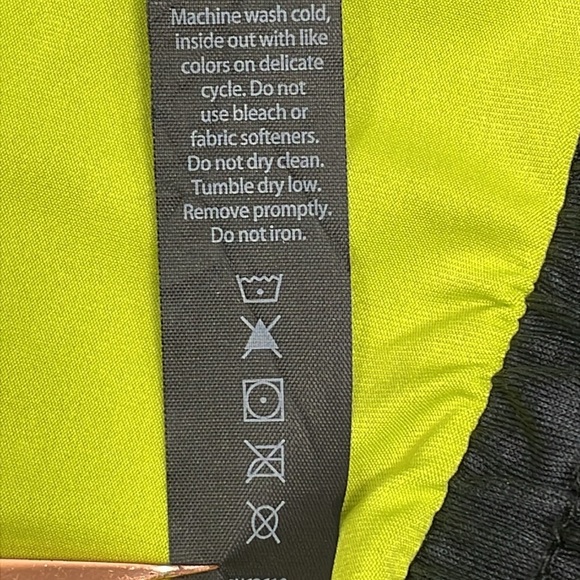 Machine wash cold,
inside out with like
colors on delicate
cycle. Do not
use bleach or
fabric softeners.
Do not dry clean.
Tumble dry low.
Remove promptly.
Do not iron.